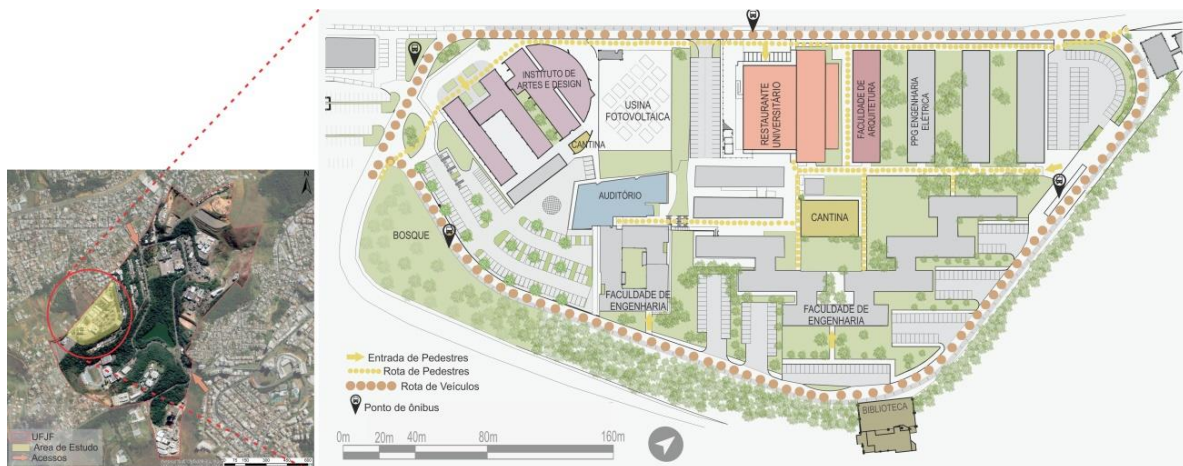 INSTITUTO DE
ARTES E DESIGN
CANTINA
USINA
FOTOVOLTAICA
RESTAURANTE
UNIVERSITÁRIO
FACULDADE DE
ARQUITETURA
PPG ENGENHARIA
ELÉTRICA
AUDITÓRIO
CANTINA
BOSQUE
FACULDADE DE
ENGENHARIA
FACULDADE DE
ENGENHARIA
BIBLIOTECA
Entrada de Pedestres
Rota de Pedestres
Rota de Veículos
Ponto de ônibus
0m 20m 40m 80m 160m
N
UFJF
Área de Estudo
Acessos